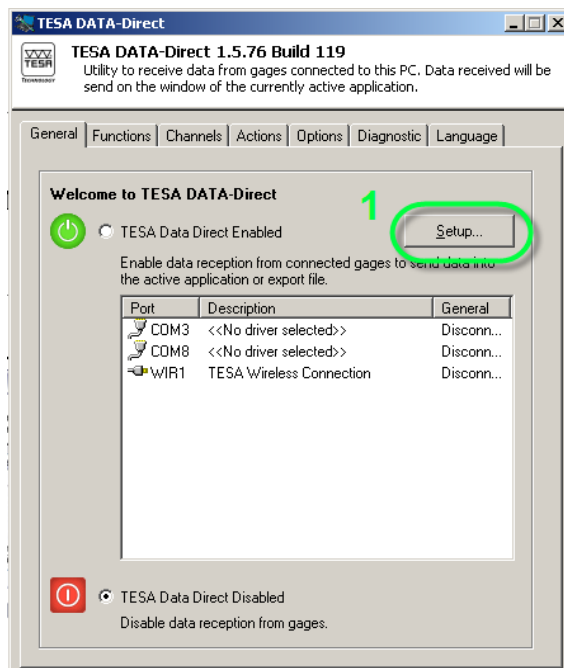 TESA DATA-Direct
TESA
TECHNOLOGY
TESA DATA-Direct 1.5.76 Build 119
Utility to receive data from gages connected to this PC. Data received will be
send on the window of the currently active application.
General Functions Channels Actions Options Diagnostic Language
Welcome to TESA DATA-Direct
1
TESA Data Direct Enabled
Setup...
Enable data reception from connected gages to send data into
the active application or export file.
Port Description General
COM3 <<No driver selected>> Disconn...
COM8 <<No driver selected>> Disconn...
WIR1 TESA Wireless Connection Disconn...
TESA Data Direct Disabled
Disable data reception from gages.